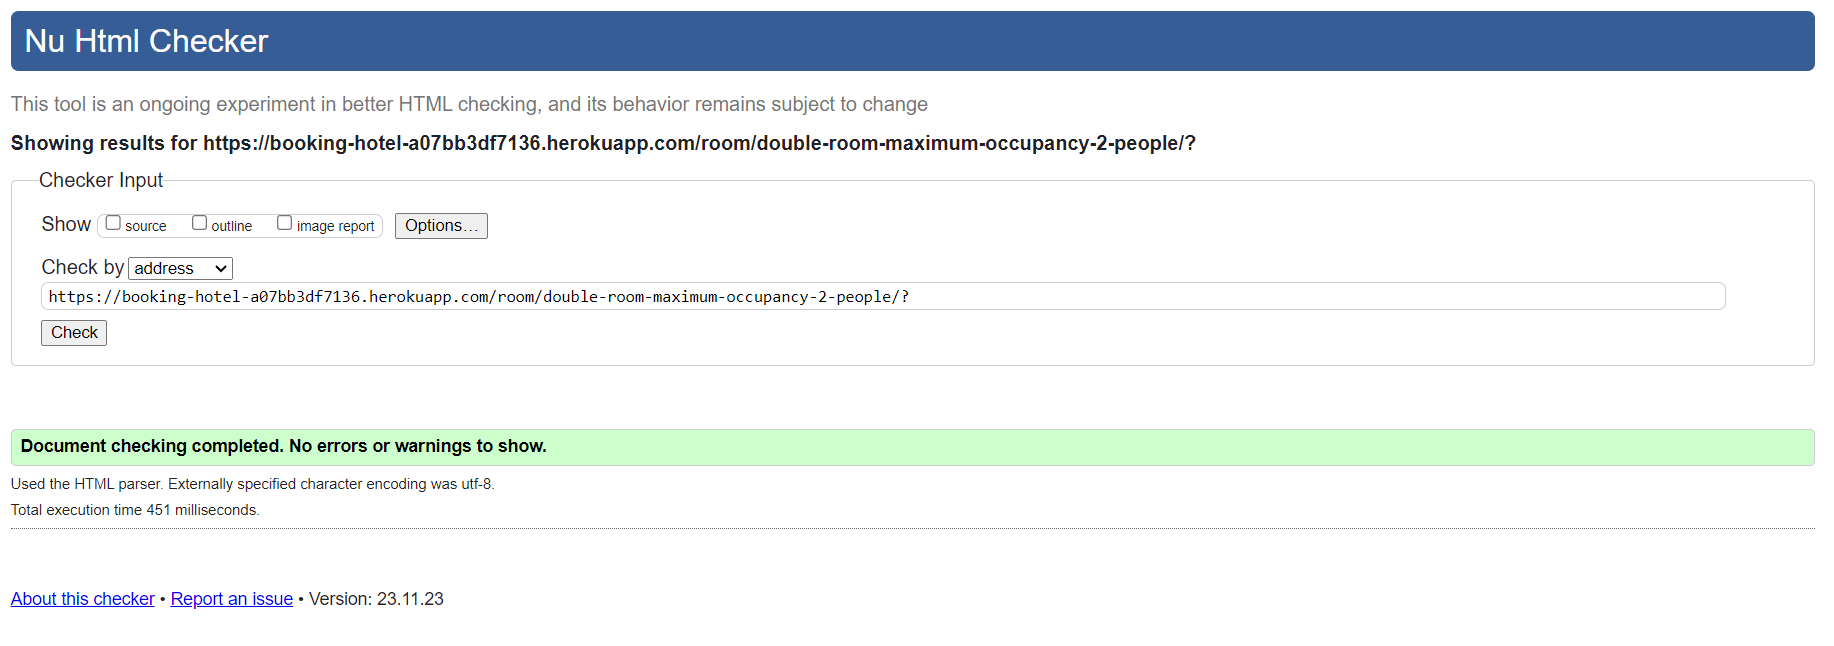 Nu Html Checker
This tool is an ongoing experiment in better HTML checking, and its behavior remains subject to change
Showing results for https://booking-hotel-a07bb3df7136.herokuapp.com/room/double-room-maximum-occupancy-2-people/?
Checker Input
Show source outline image report Options...
Check by address
https://booking-hotel-a07bb3df7136.herokuapp.com/room/double-room-maximum-occupancy-2-people/?
Check
Document checking completed. No errors or warnings to show.
Used the HTML parser. Externally specified character encoding was utf-8.
Total execution time 451 milliseconds.
About this checker • Report an issue • Version: 23.11.23